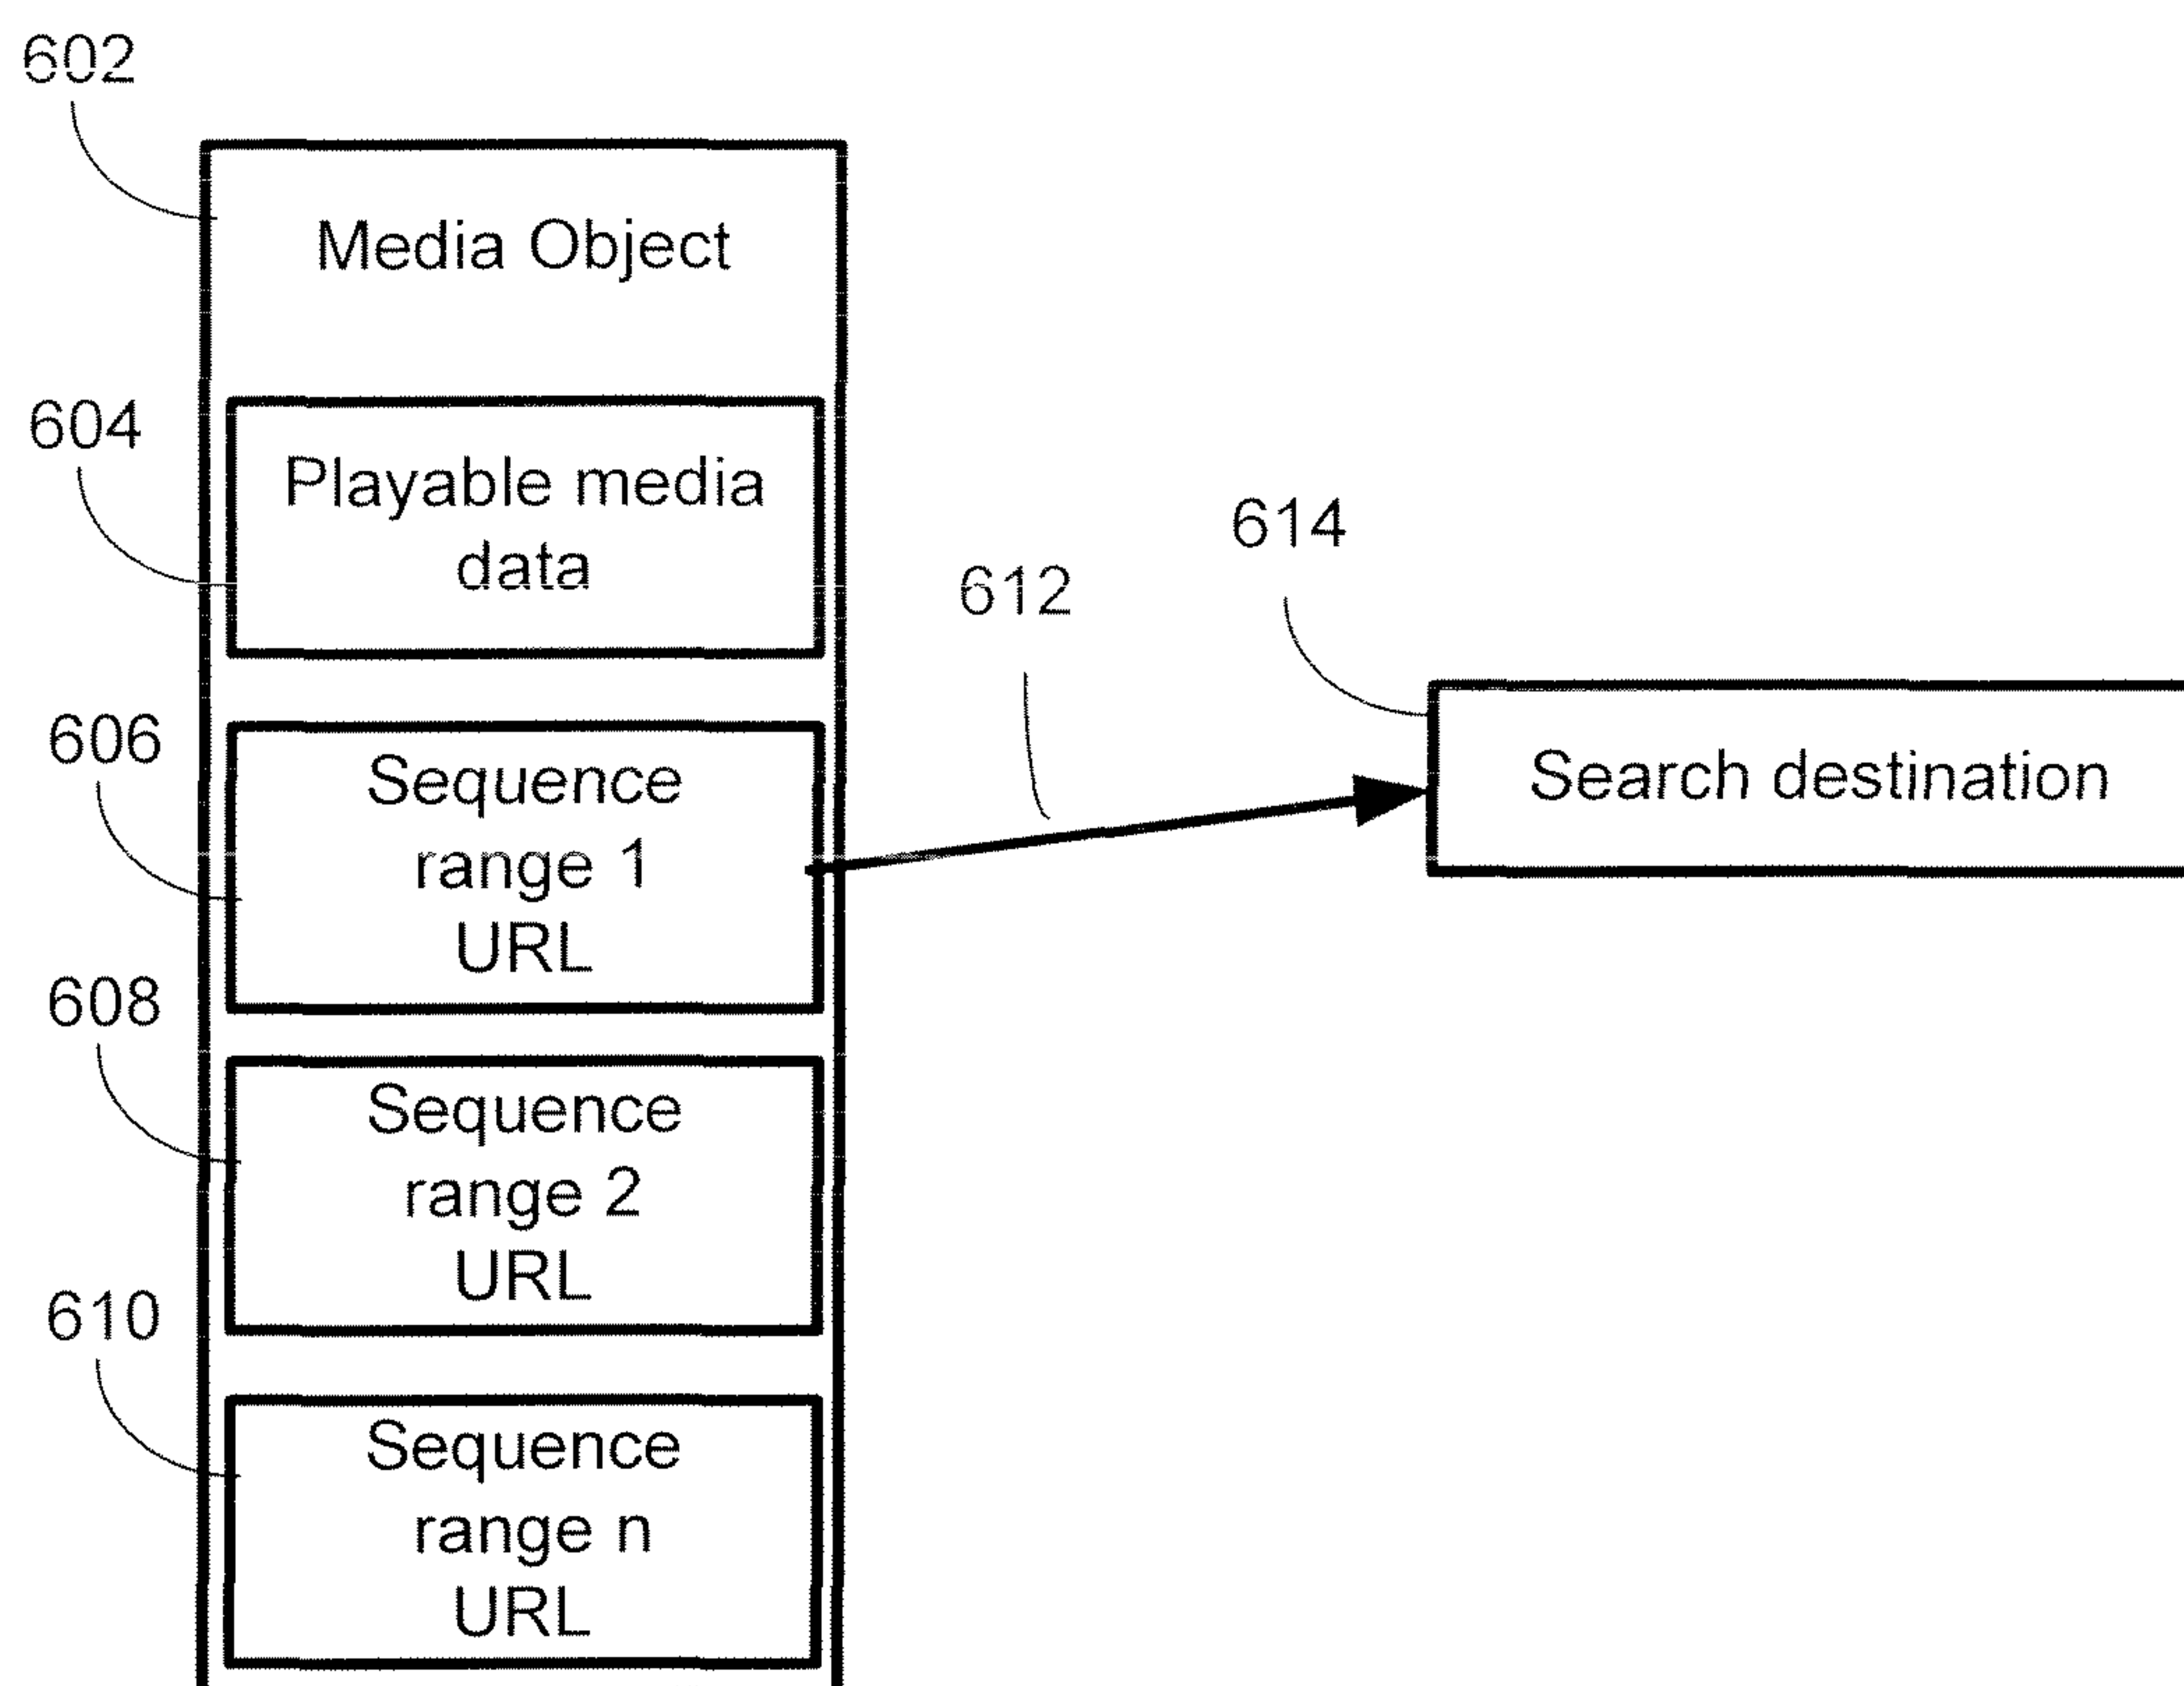 602
Media Object
604
Playable media
data
614
612
606
Sequence
range 1
URL
Search destination
608
Sequence
range 2
URL
610
Sequence
range n
URL